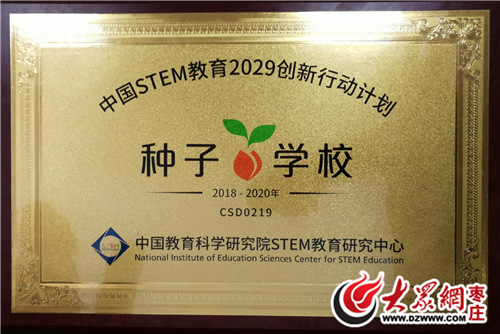 中国STEM教育2029创新行动计划
种子学校
2018 - 2020年
CSD0219
中国教育科学研究院STEM教育研究中心
National Institute of Education Sciences Center for STEM Education
大眾網
枣庄
WWW.DZWWW.COM